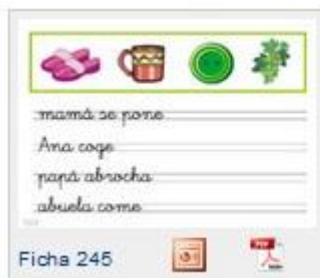 mamá se pone
Ana coge
papá abrocha
abuela come
Ficha 245